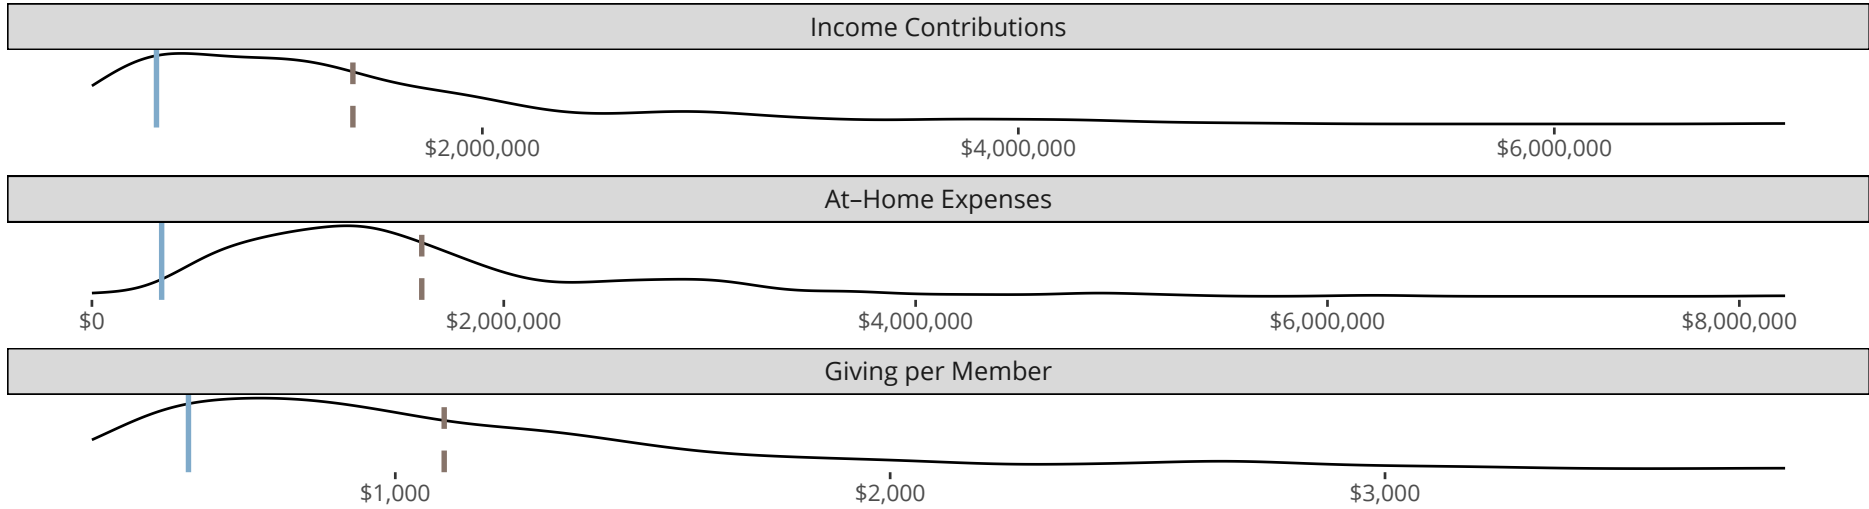 Income Contributions
$2,000,000 $4,000,000 $6,000,000
At–Home Expenses
$0 $2,000,000 $4,000,000 $6,000,000 $8,000,000
Giving per Member
$1,000 $2,000 $3,000